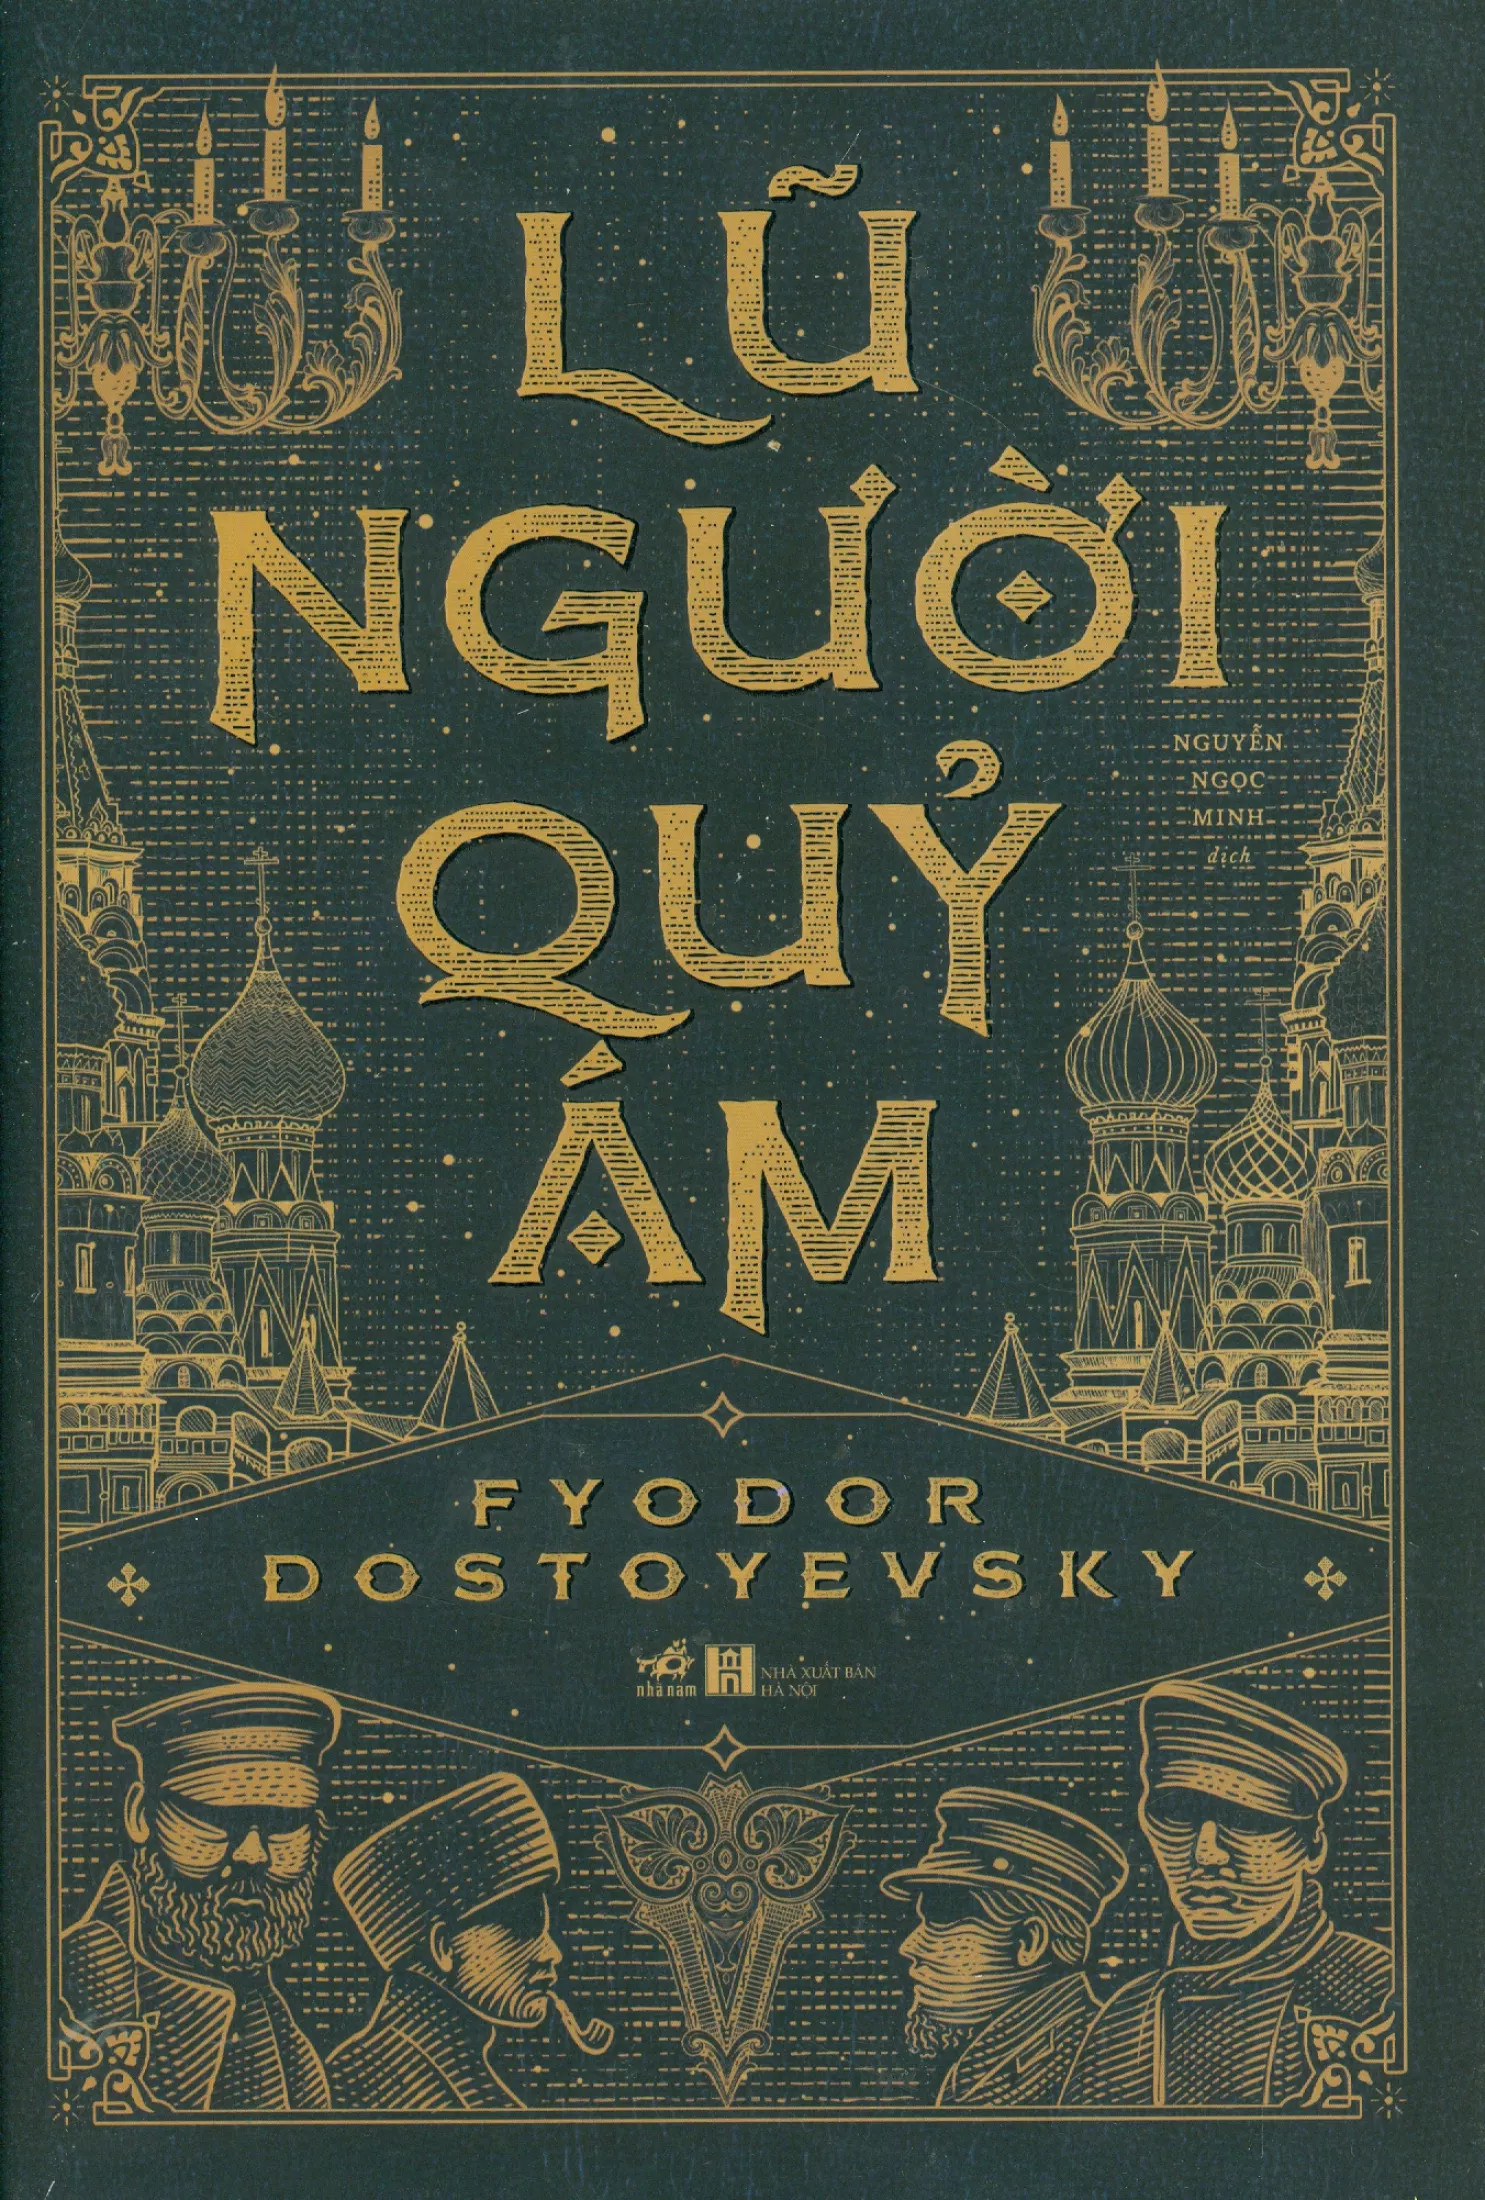 LŨ
NGƯỜI
QUỶ
ÁM
NGUYỄN
NGỌC
MINH
dịch
FYODOR
DOSTOYEVSKY
nhã nam
NHÀ XUẤT BẢN
HÀ NỘI